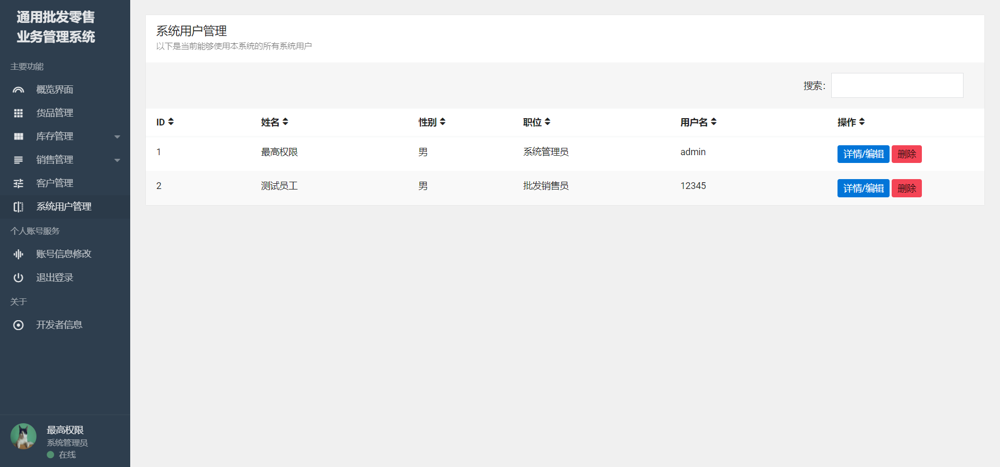 通用批发零售
业务管理系统
主要功能
概览界面
货品管理
库存管理
销售管理
客户管理
系统用户管理
个人账号服务
账号信息修改
退出登录
关于
开发者信息
最高权限
系统管理员
在线
系统用户管理
以下是当前能够使用本系统的所有系统用户
搜索：
ID 姓名 性别 职位 用户名 操作
1 最高权限 男 系统管理员 admin 详情/编辑 删除
2 测试员工 男 批发销售员 12345 详情/编辑 删除